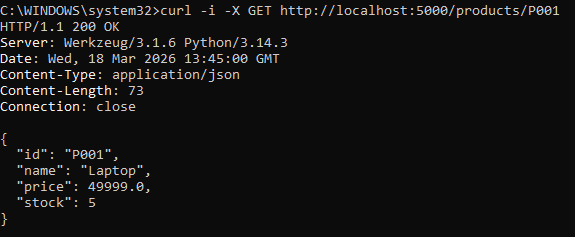 C:\WINDOWS\system32>curl -i -X GET http://localhost:5000/products/P001
HTTP/1.1 200 OK
Server: Werkzeug/3.1.6 Python/3.14.3
Date: Wed, 18 Mar 2026 13:45:00 GMT
Content-Type: application/json
Content-Length: 73
Connection: close

{
  "id": "P001",
  "name": "Laptop",
  "price": 49999.0,
  "stock": 5
}